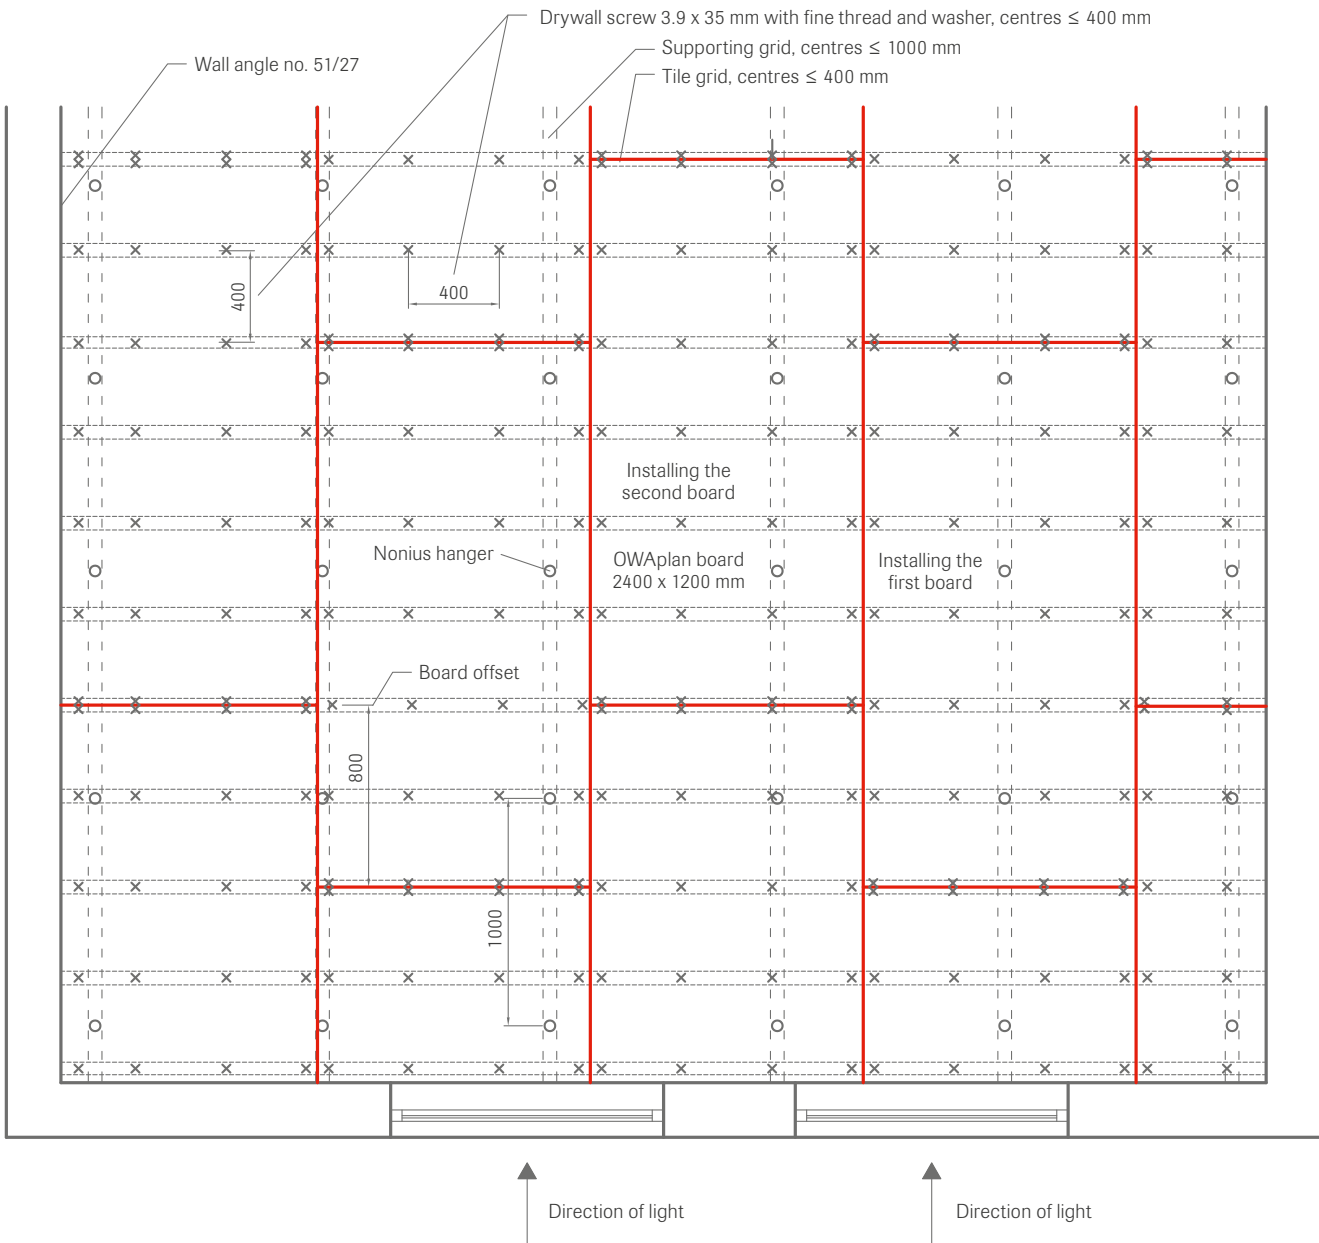 Drywall screw 3.9 x 35 mm with fine thread and washer, centres ≤ 400 mm
Supporting grid, centres ≤ 1000 mm
Wall angle no. 51/27
Tile grid, centres ≤ 400 mm
400
400
Installing the
second board
Nonius hanger
OWAplan board
2400 x 1200 mm
Installing the
first board
Board offset
800
1000
Direction of light
Direction of light